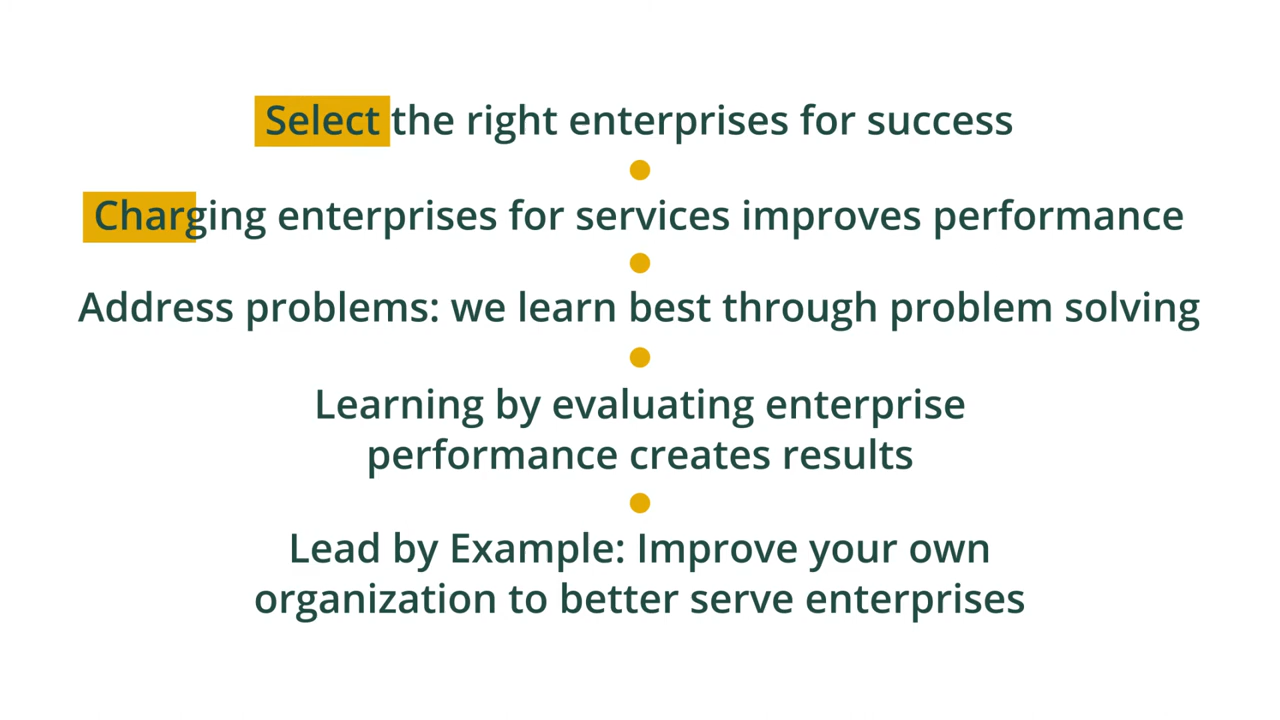 Select the right enterprises for success
Charging enterprises for services improves performance
Address problems: we learn best through problem solving
Learning by evaluating enterprise
performance creates results
Lead by Example: Improve your own
organization to better serve enterprises